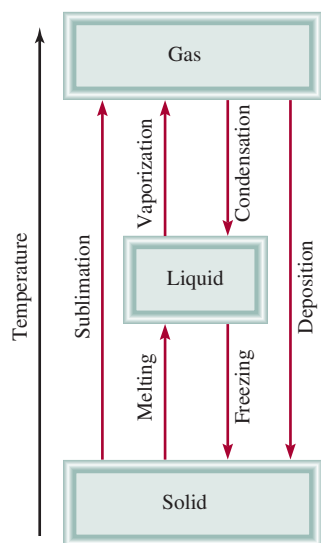 Gas
Temperature
Sublimation
Vaporization
Condensation
Deposition
Liquid
Melting
Freezing
Solid